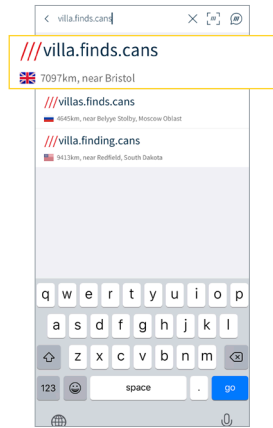 villa.finds.cans
///villa.finds.cans
7097km, near Bristol
///villas.finds.cans
4645km, near Belyye Stolby, Moscow Oblast
///villa.finding.cans
9413km, near Redfield, South Dakota
q w e r t y u i o p
a s d f g h j k l
z x c v b n m
123 space . go